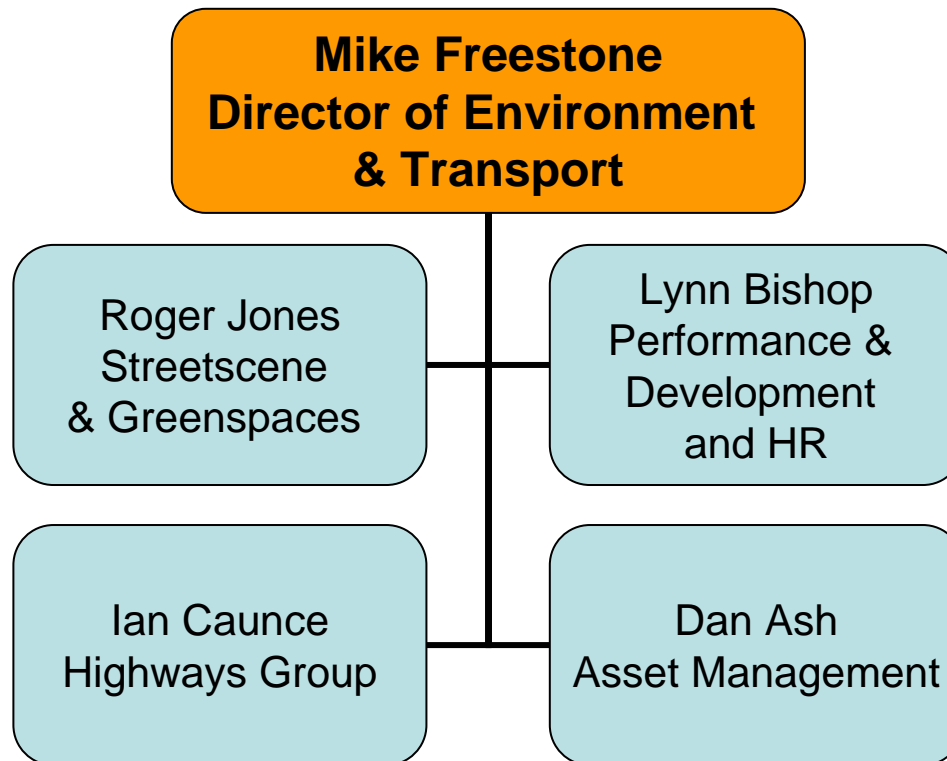 Mike Freestone
Director of Environment
& Transport
Roger Jones
Streetscene
& Greenspaces
Lynn Bishop
Performance &
Development
and HR
Ian Caunce
Highways Group
Dan Ash
Asset Management